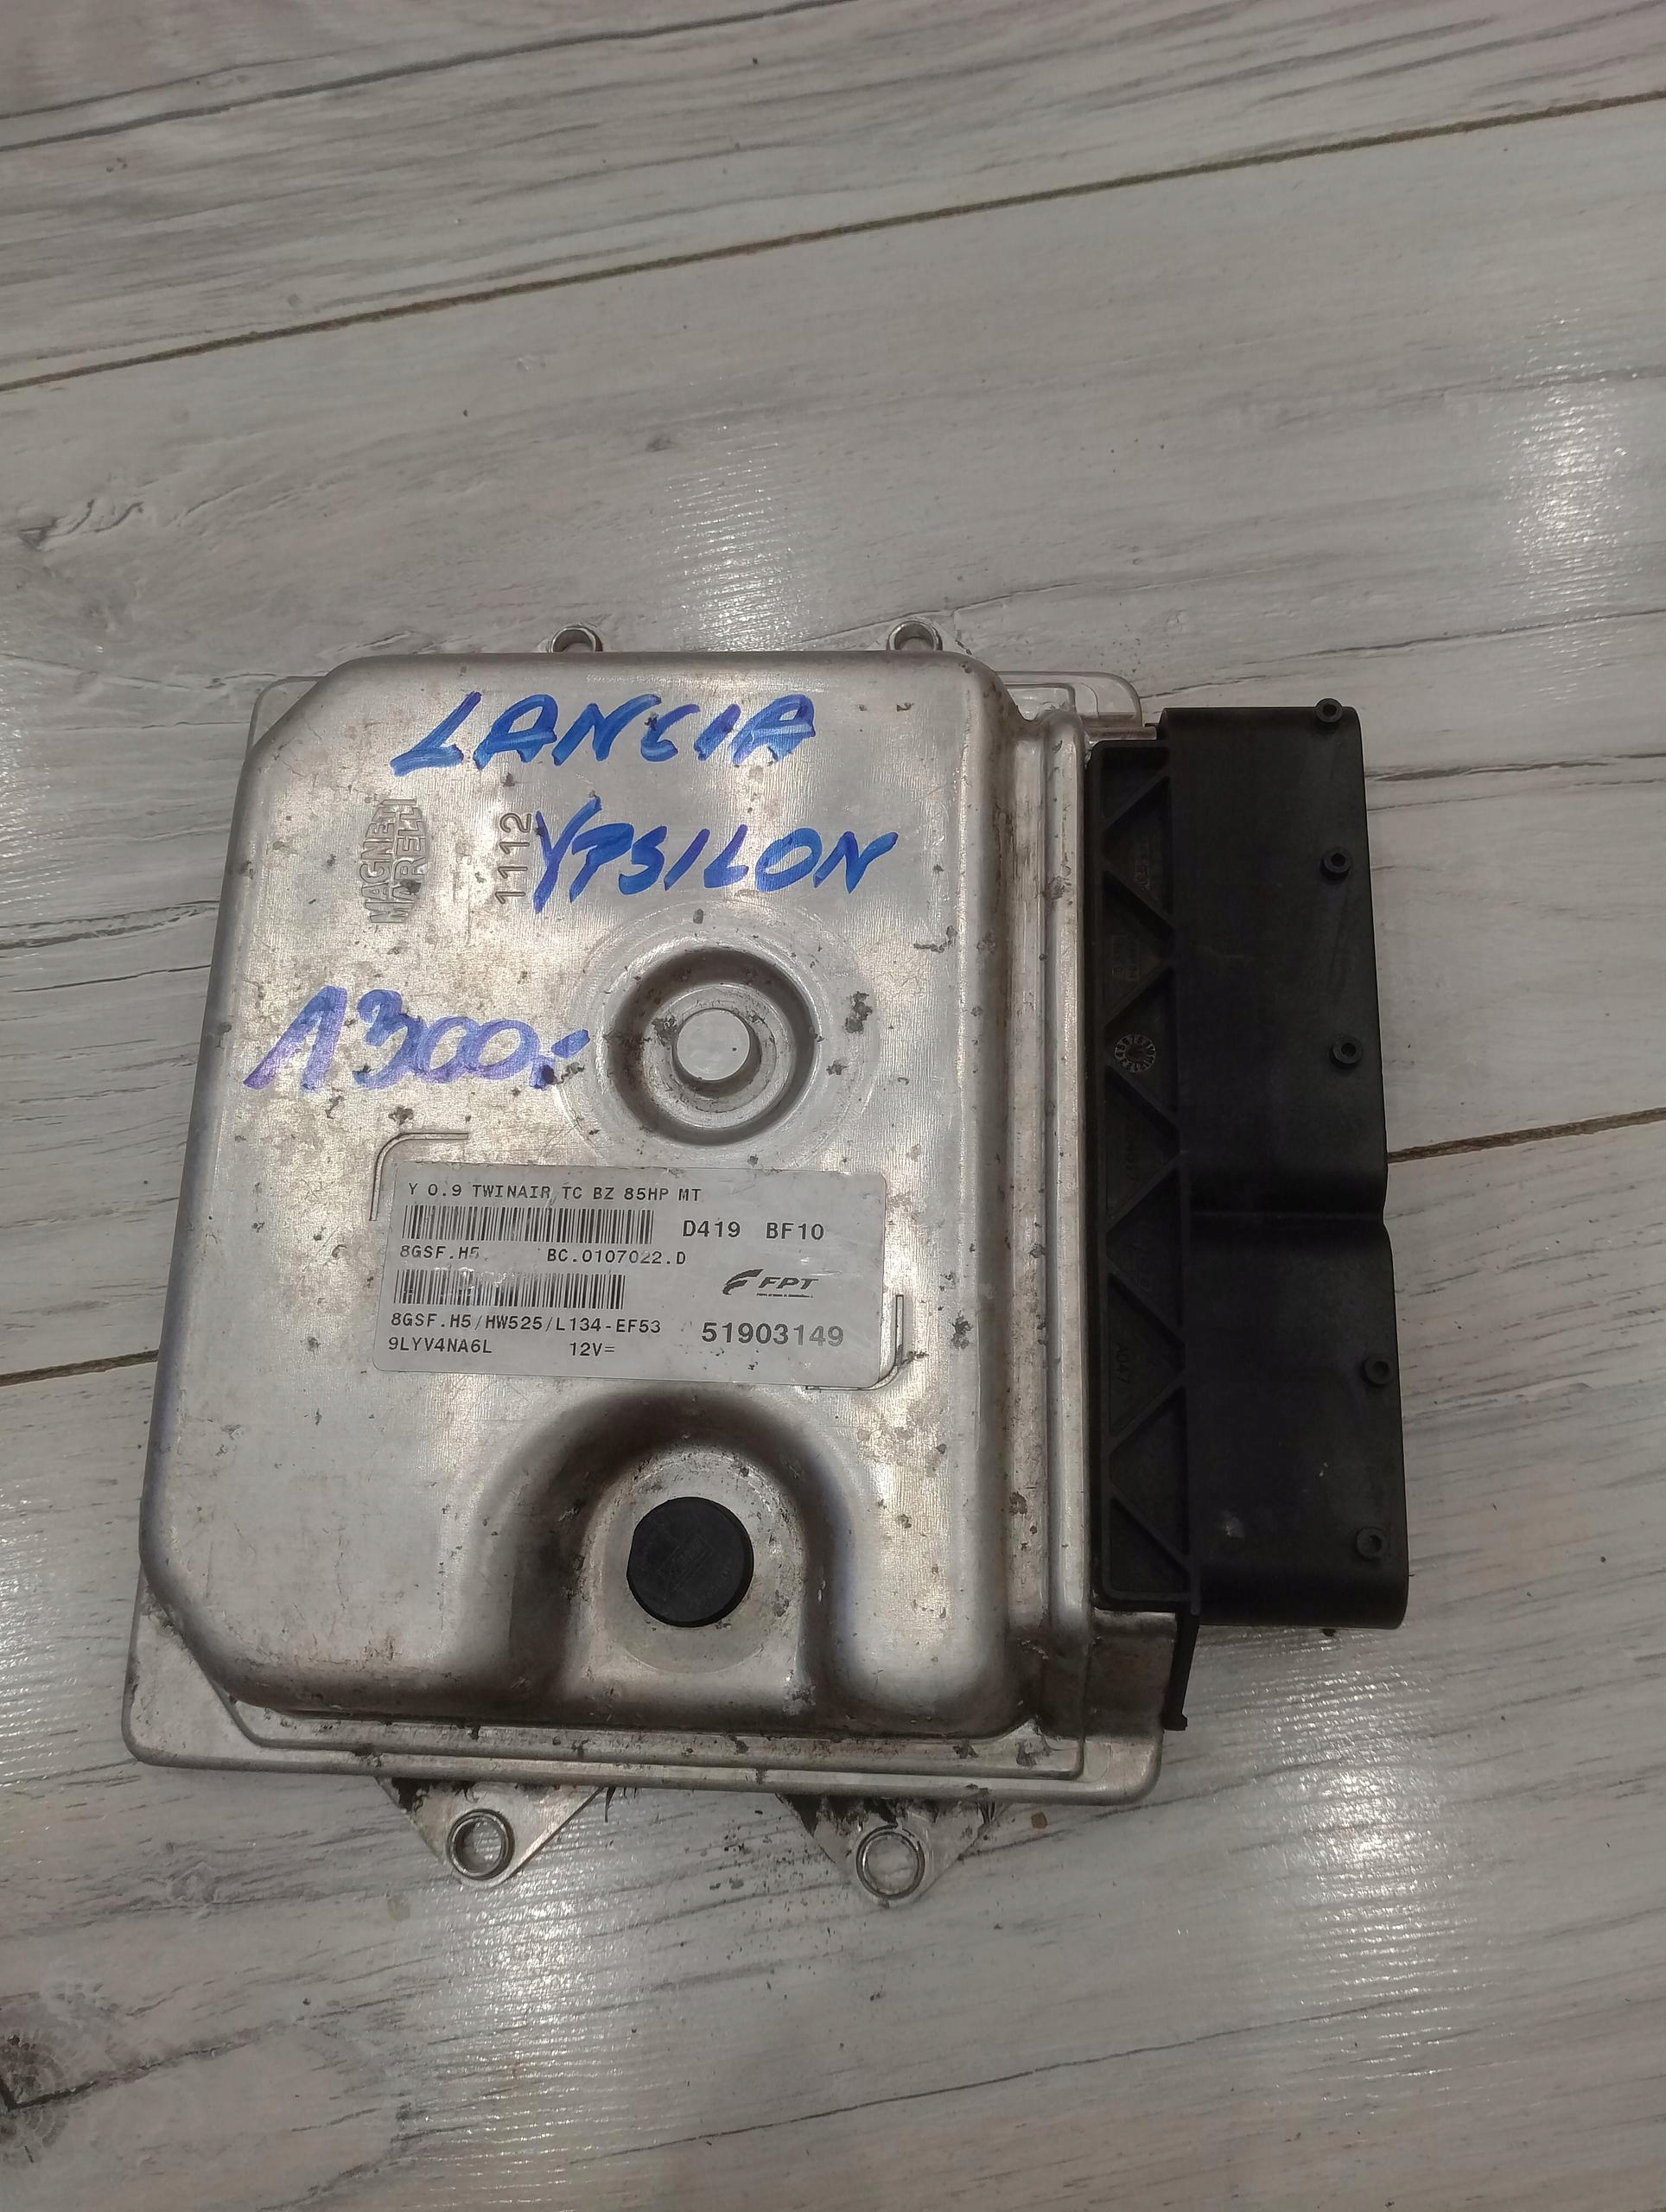 LANCIA
YPSILON
MAGNETI
MARELLI
1112
1300,-
Y 0.9 TWINAIR TC BZ 85HP MT
D419 BF10
8GSF.H5 BC.0107022.D
FPT
8GSF.H5/HW525/L134-EF53
51903149
9LYV4NA6L 12V=